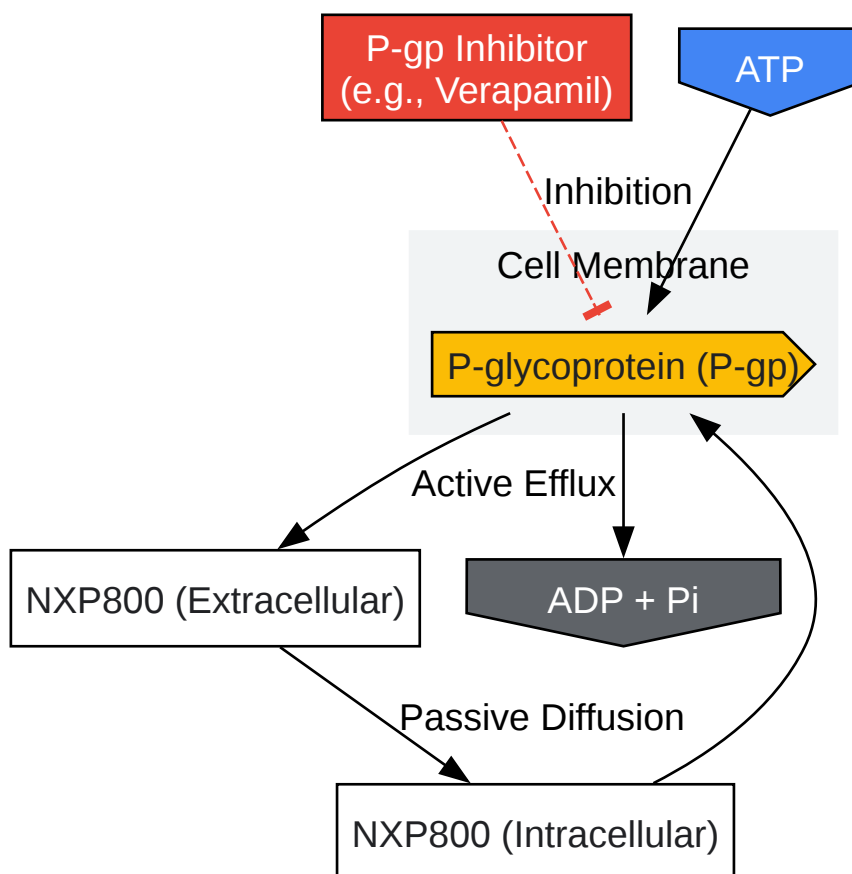 P-gp Inhibitor
(e.g., Verapamil)
ATP
Inhibition
Cell Membrane
P-glycoprotein (P-gp)
Active Efflux
NXP800 (Extracellular)
ADP + Pi
Passive Diffusion
NXP800 (Intracellular)